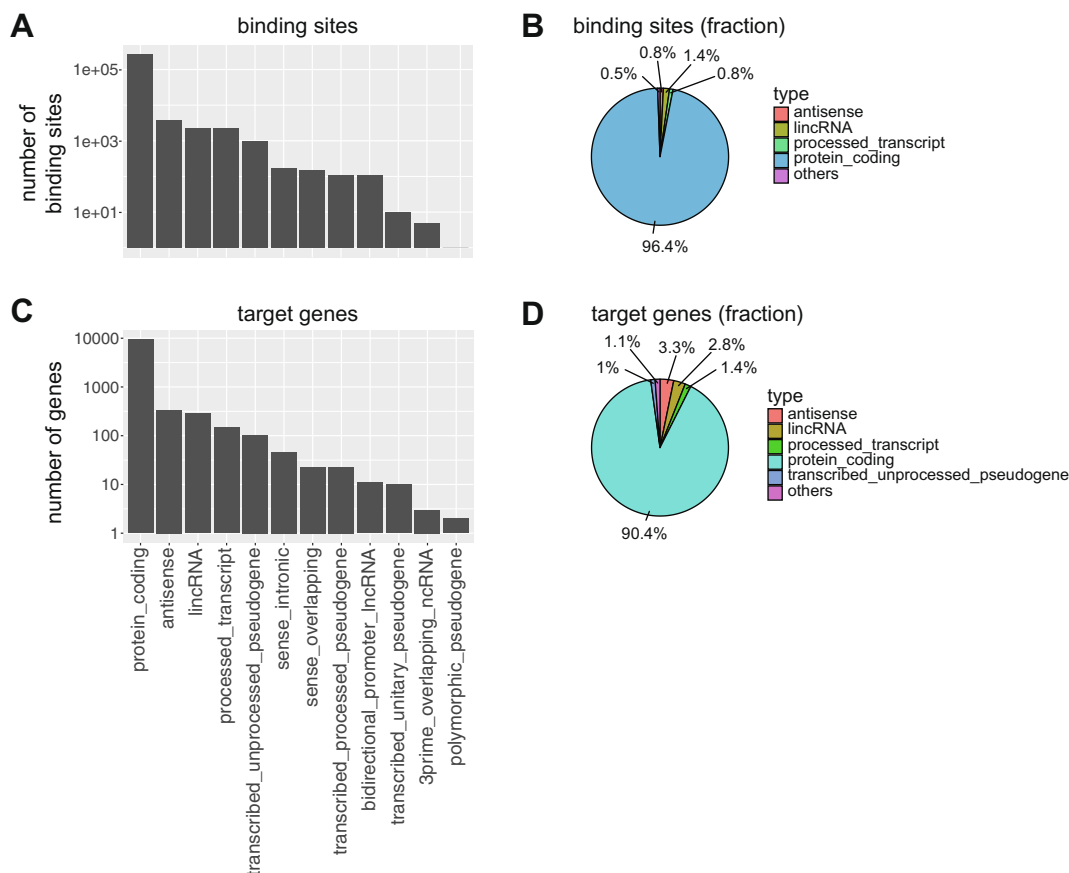 A
binding sites
number of
binding sites
1e+05
1e+03
1e+01
B
binding sites (fraction)
0.8%
1.4%
0.5%
0.8%
96.4%
type
antisense
lincRNA
processed_transcript
protein_coding
others
C
target genes
number of genes
10000
1000
100
10
1
protein_coding
antisense
lincRNA
processed_transcript
transcribed_unprocessed_pseudogene
sense_intronic
sense_overlapping
transcribed_processed_pseudogene
bidirectional_promoter_lncRNA
transcribed_unitary_pseudogene
3prime_overlapping_ncRNA
polymorphic_pseudogene
D
target genes (fraction)
1.1%
3.3%
2.8%
1%
1.4%
90.4%
type
antisense
lincRNA
processed_transcript
protein_coding
transcribed_unprocessed_pseudogene
others